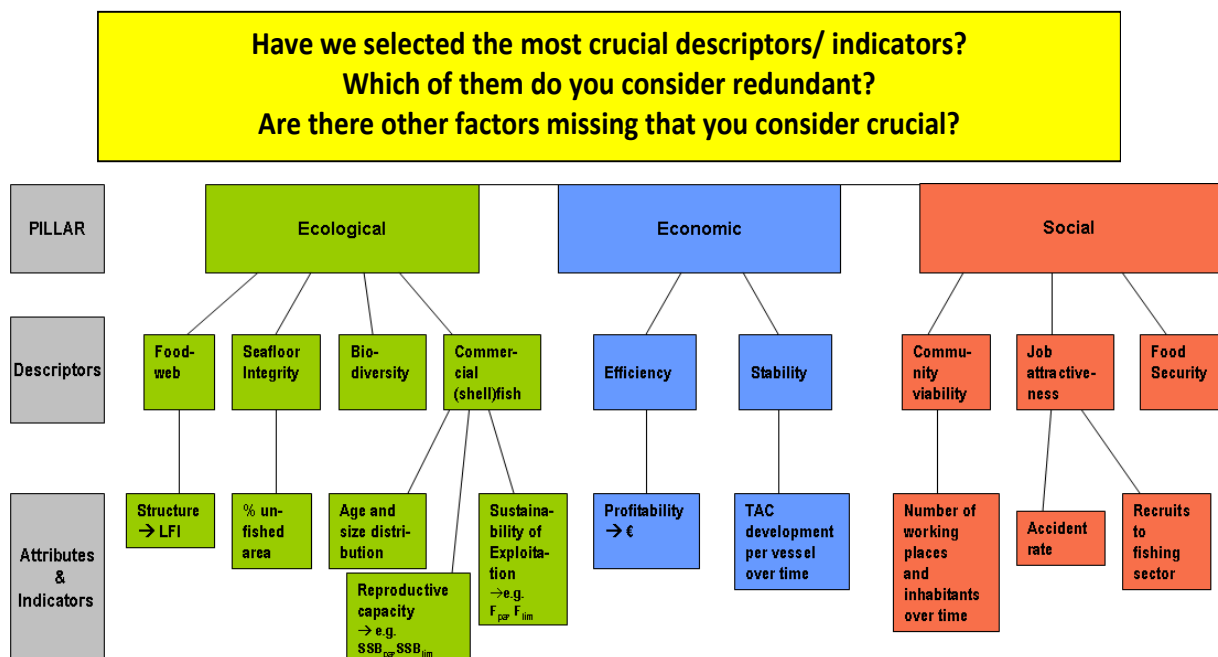 Have we selected the most crucial descriptors/ indicators?
Which of them do you consider redundant?
Are there other factors missing that you consider crucial?
PILLAR
Ecological
Economic
Social
Descriptors
Food-
web
Seafloor
Integrity
Bio-
diversity
Commer-
cial
(shell)fish
Efficiency
Stability
Commu-
nity
viability
Job
attractive-
ness
Food
Security
Attributes
&
Indicators
Structure
→ LFI
% un-
fished
area
Age and
size distri-
bution
Reproductive
capacity
→ e.g.
SSBpar SSBlim
Sustaina-
bility of
Exploita-
tion
→e.g.
Fpar Flim
Profitability
→ €
TAC
development
per vessel
over time
Number of
working
places
and
inhabitants
over time
Accident
rate
Recruits
to
fishing
sector